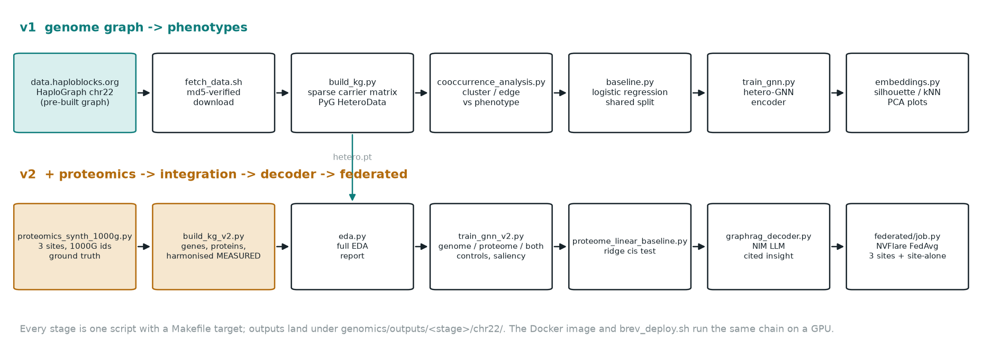 v1 genome graph -> phenotypes
data.haploblocks.org
HaploGraph chr22
(pre-built graph)
fetch_data.sh
md5-verified
download
build_kg.py
sparse carrier matrix
PyG HeteroData
cooccurrence_analysis.py
cluster / edge
vs phenotype
baseline.py
logistic regression
shared split
train_gnn.py
hetero-GNN
encoder
embeddings.py
silhouette / kNN
PCA plots
hetero.pt
v2 + proteomics -> integration -> decoder -> federated
proteomics_synth_1000g.py
3 sites, 1000G ids
ground truth
build_kg_v2.py
genes, proteins,
harmonised MEASURED
eda.py
full EDA
report
train_gnn_v2.py
genome / proteome / both
controls, saliency
proteome_linear_baseline.py
ridge cis test
graphrag_decoder.py
NIM LLM
cited insight
federated/job.py
NVFlare FedAvg
3 sites + site-alone
Every stage is one script with a Makefile target; outputs land under genomics/outputs/<stage>/chr22/. The Docker image and brev_deploy.sh run the same chain on a GPU.